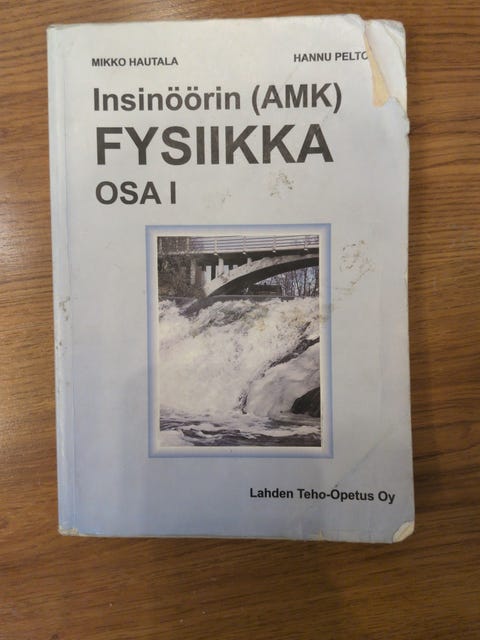 MIKKO HAUTALA HANNU PELTO
Insinöörin (AMK)
FYSIIKKA
OSA I
Lahden Teho-Opetus Oy